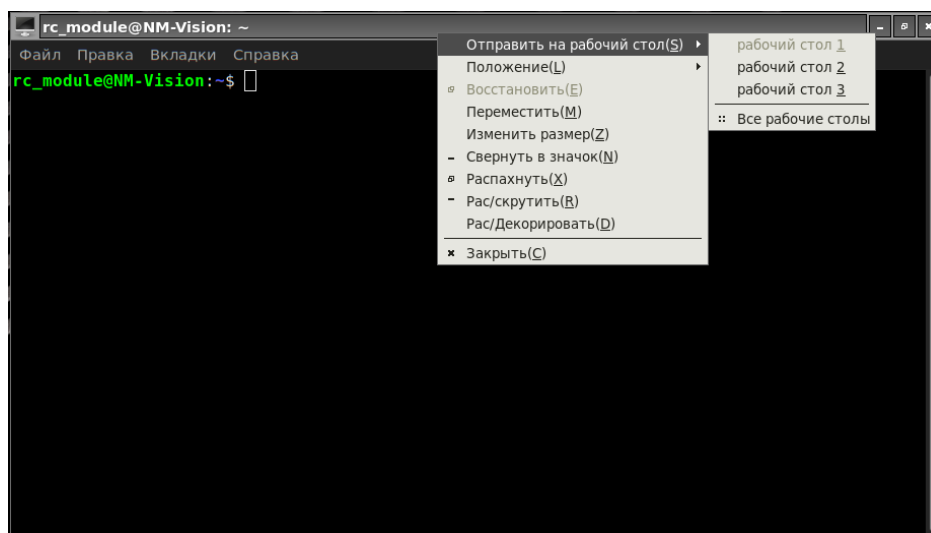 rc_module@NM-Vision: ~
Файл Правка Вкладки Справка
rc_module@NM-Vision:~$
Отправить на рабочий стол(S)
Положение(L)
Восстановить(E)
Переместить(M)
Изменить размер(Z)
Свернуть в значок(N)
Распахнуть(X)
Рас/скрутить(R)
Рас/Декорировать(D)
Закрыть(C)
рабочий стол 1
рабочий стол 2
рабочий стол 3
Все рабочие столы